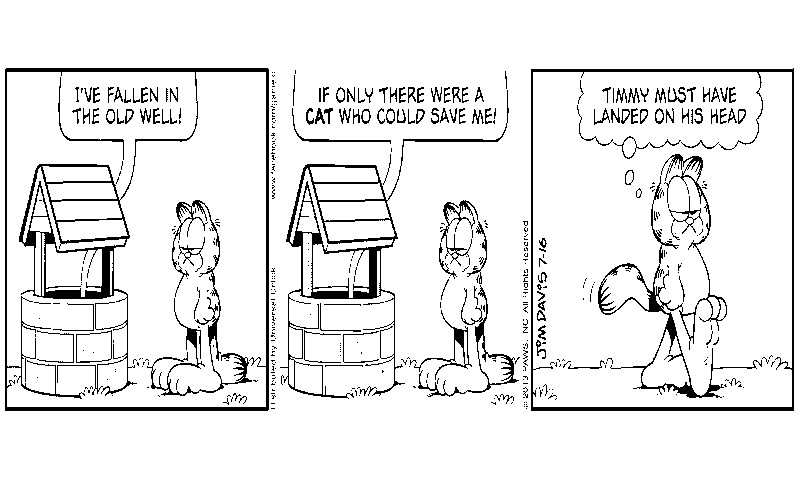 I'VE FALLEN IN
THE OLD WELL!
IF ONLY THERE WERE A
CAT WHO COULD SAVE ME!
TIMMY MUST HAVE
LANDED ON HIS HEAD
JIM DAVIS 7-16
© 2013 PAWS, INC. All Rights Reserved